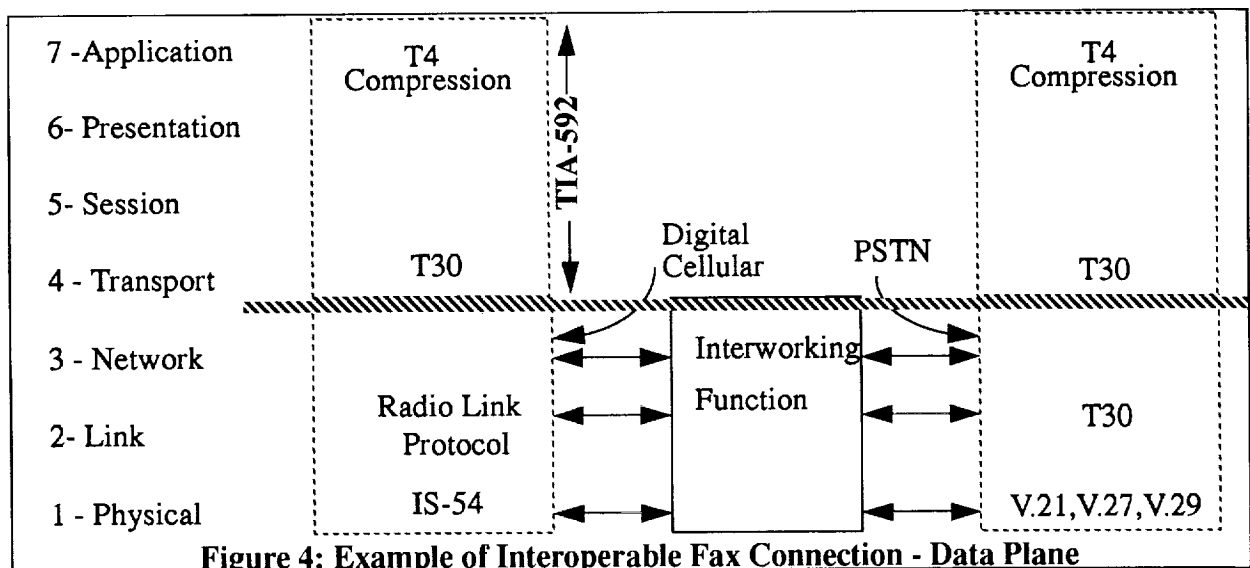 7 -Application
T4
Compression
T4
Compression
6- Presentation
TIA-592
5- Session
Digital
Cellular
PSTN
4 - Transport
T30
T30
3 - Network
Interworking
Function
Radio Link
Protocol
T30
2- Link
1 - Physical
IS-54
V.21,V.27,V.29
Figure 4: Example of Interoperable Fax Connection - Data Plane